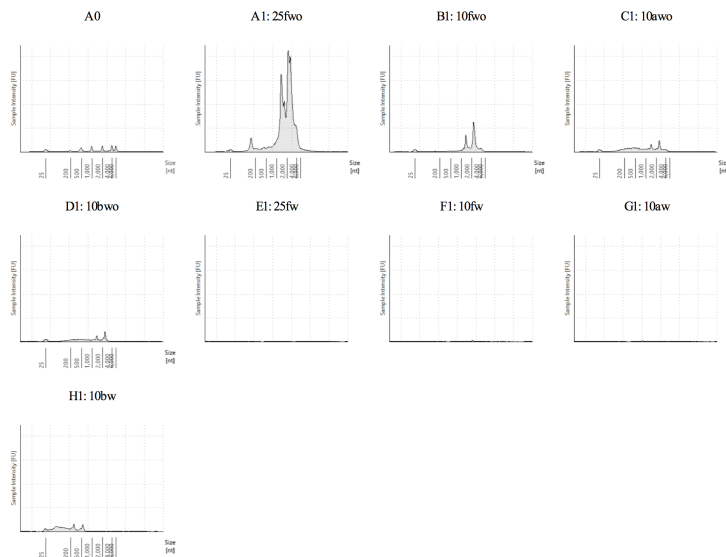 A0
A1: 25fwo
B1: 10fwo
C1: 10awo
Sample Intensity [FU]
Sample Intensity [FU]
Sample Intensity [FU]
Sample Intensity [FU]
25
200
500
1,000
2,000
4,000
Size
[nt]
25
200
500
1,000
2,000
4,000
Size
[nt]
25
200
500
1,000
2,000
4,000
Size
[nt]
25
200
500
1,000
2,000
4,000
Size
[nt]
D1: 10bwo
E1: 25fw
F1: 10fw
G1: 10aw
Sample Intensity [FU]
Sample Intensity [FU]
Sample Intensity [FU]
Sample Intensity [FU]
25
200
500
1,000
2,000
4,000
Size
[nt]
H1: 10bw
Sample Intensity [FU]
25
200
500
1,000
2,000
Size
[nt]